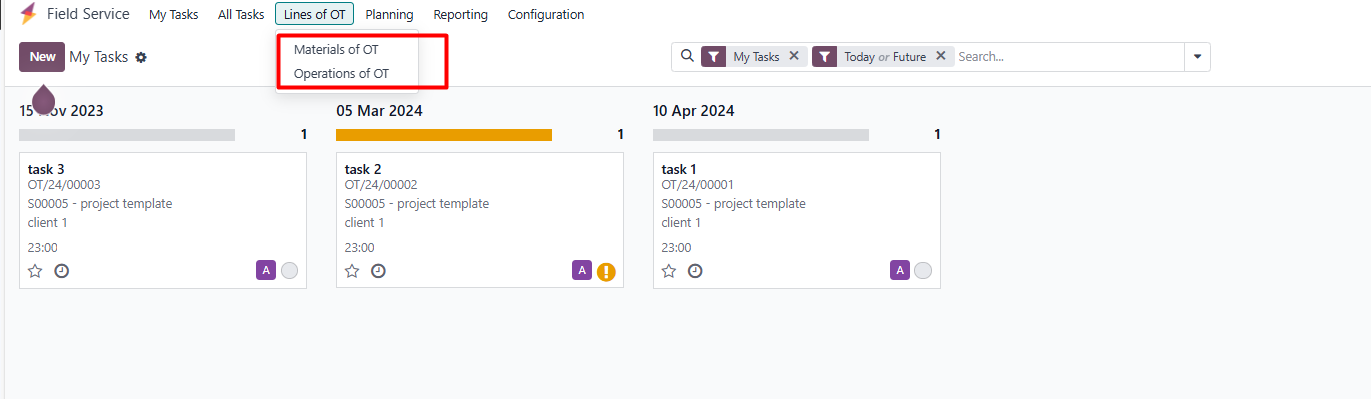 Field Service My Tasks All Tasks Lines of OT Planning Reporting Configuration
Materials of OT
Operations of OT
New My Tasks My Tasks Today or Future Search...
15 Nov 2023
1
05 Mar 2024
1
10 Apr 2024
1
task 3
OT/24/00003
S00005 - project template
client 1
23:00
A
task 2
OT/24/00002
S00005 - project template
client 1
23:00
A
task 1
OT/24/00001
S00005 - project template
client 1
23:00
A